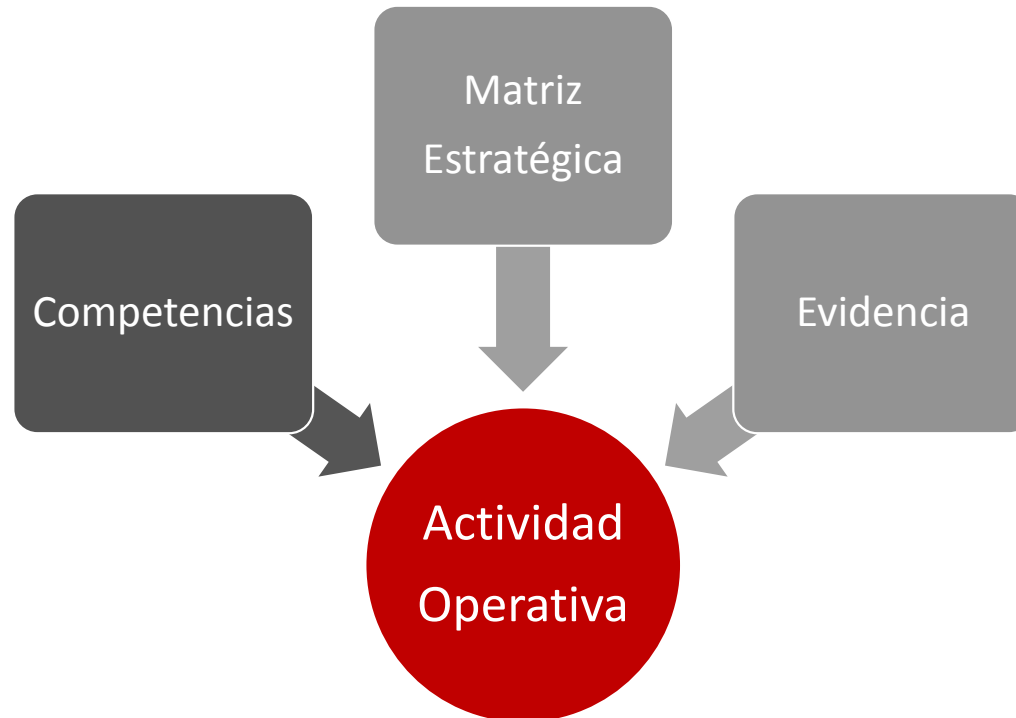 Matriz
Estratégica
Competencias
Evidencia
Actividad
Operativa